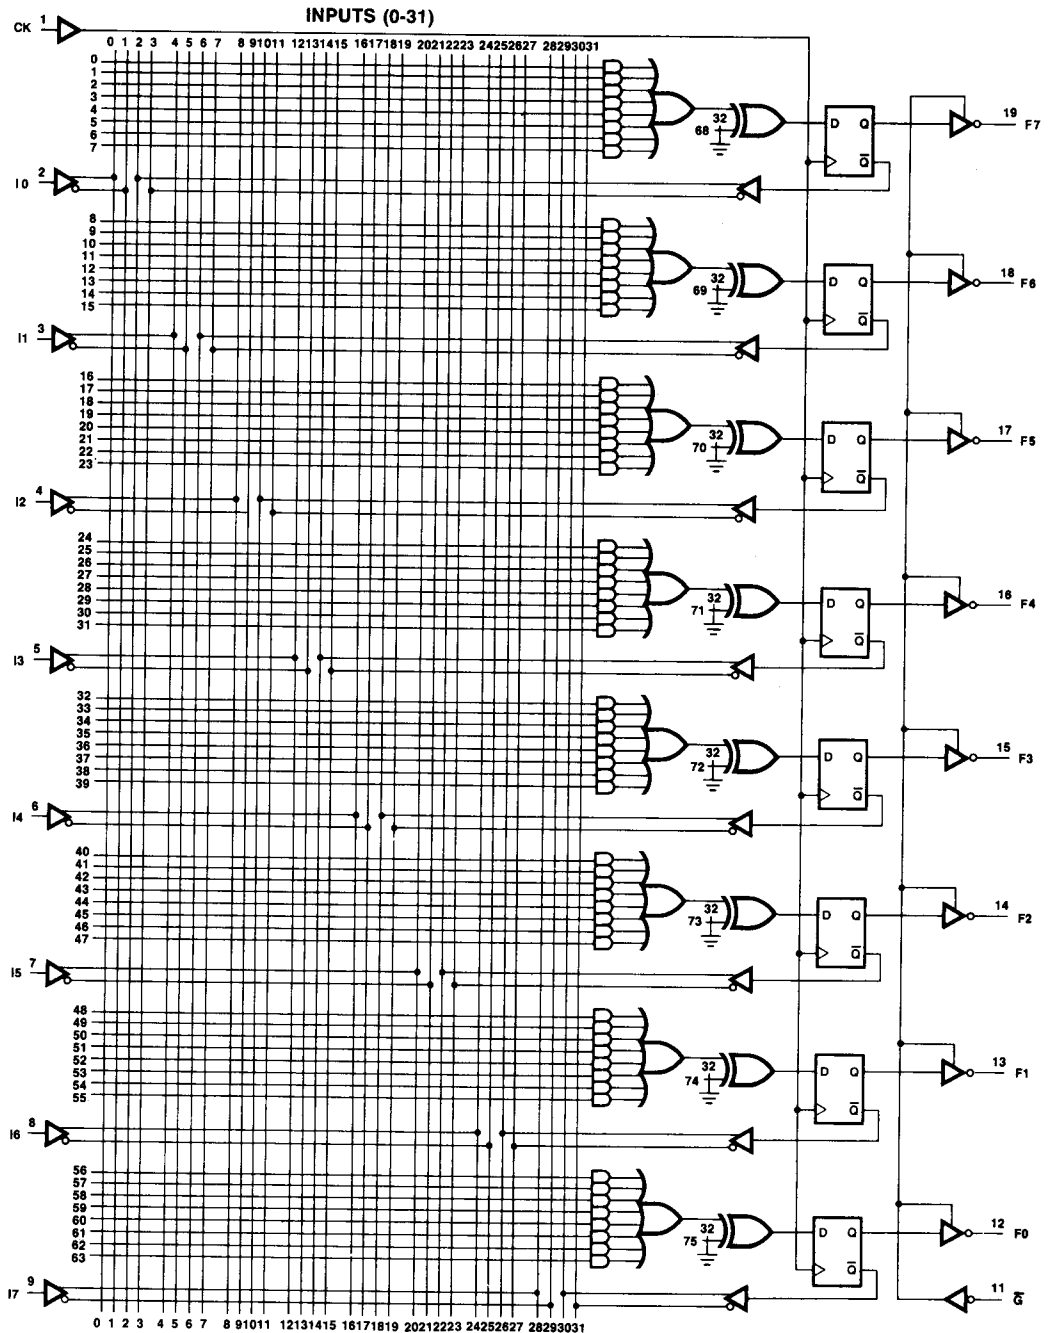 INPUTS (0-31)
CK 1
0 1 2 3 4 5 6 7 8 9 10 11 12 13 14 15 16 17 18 19 20 21 22 23 24 25 26 27 28 29 30 31
0
1
2
3
4
5
6
7
32
68
D Q
Q̅
19 F7
I0 2
8
9
10
11
12
13
14
15
32
69
D Q
Q̅
18 F6
I1 3
16
17
18
19
20
21
22
23
32
70
D Q
Q̅
17 F5
I2 4
24
25
26
27
28
29
30
31
32
71
D Q
Q̅
16 F4
I3 5
32
33
34
35
36
37
38
39
32
72
D Q
Q̅
15 F3
I4 6
40
41
42
43
44
45
46
47
32
73
D Q
Q̅
14 F2
I5 7
48
49
50
51
52
53
54
55
32
74
D Q
Q̅
13 F1
I6 8
56
57
58
59
60
61
62
63
32
75
D Q
Q̅
12 F0
I7 9
11 G̅
0 1 2 3 4 5 6 7 8 9 10 11 12 13 14 15 16 17 18 19 20 21 22 23 24 25 26 27 28 29 30 31